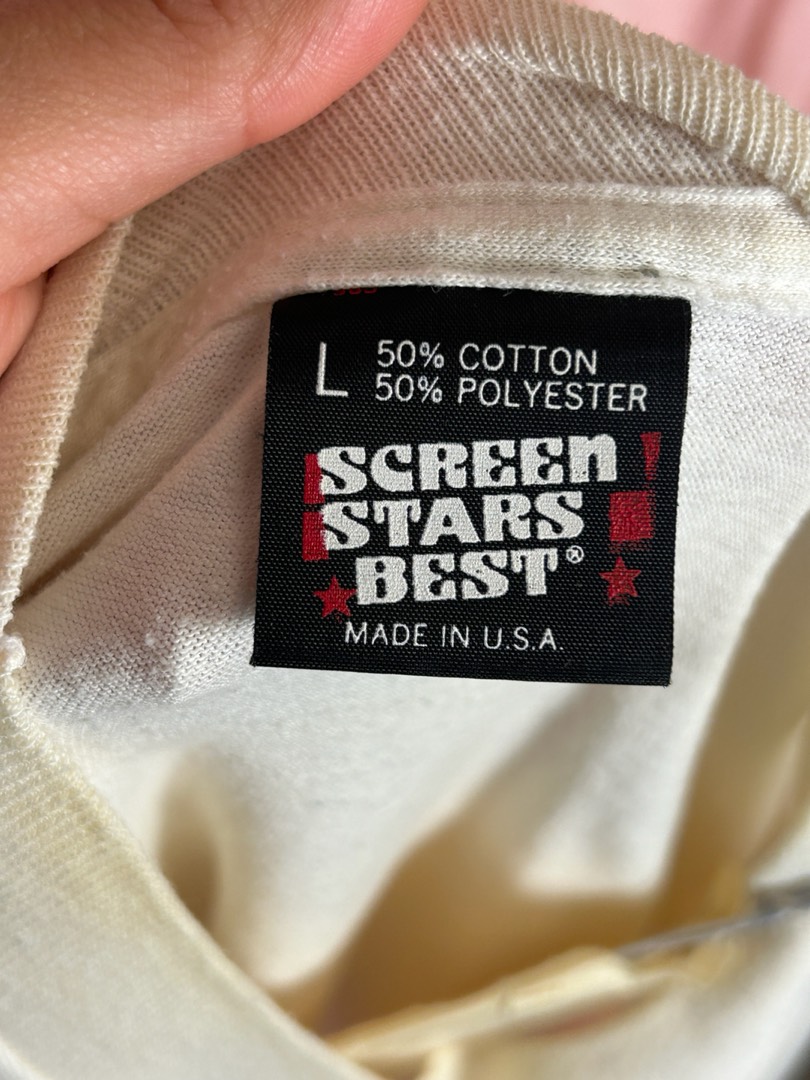 L 50% COTTON
50% POLYESTER
SCREEN
STARS
BEST®
MADE IN U.S.A.